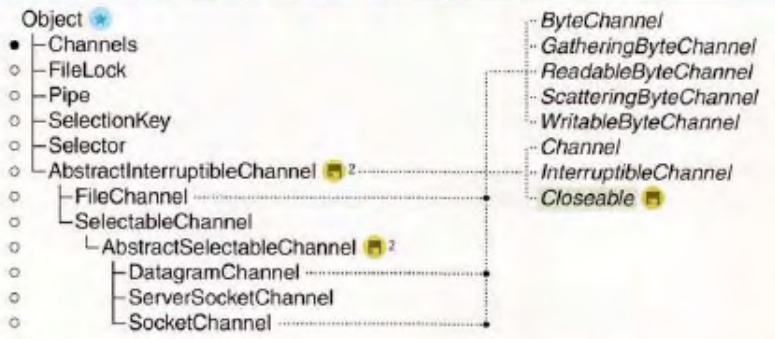 Object
Channels
FileLock
Pipe
SelectionKey
Selector
AbstractInterruptibleChannel 2
FileChannel
SelectableChannel
AbstractSelectableChannel 2
DatagramChannel
ServerSocketChannel
SocketChannel
ByteChannel
GatheringByteChannel
ReadableByteChannel
ScatteringByteChannel
WritableByteChannel
Channel
InterruptibleChannel
Closeable